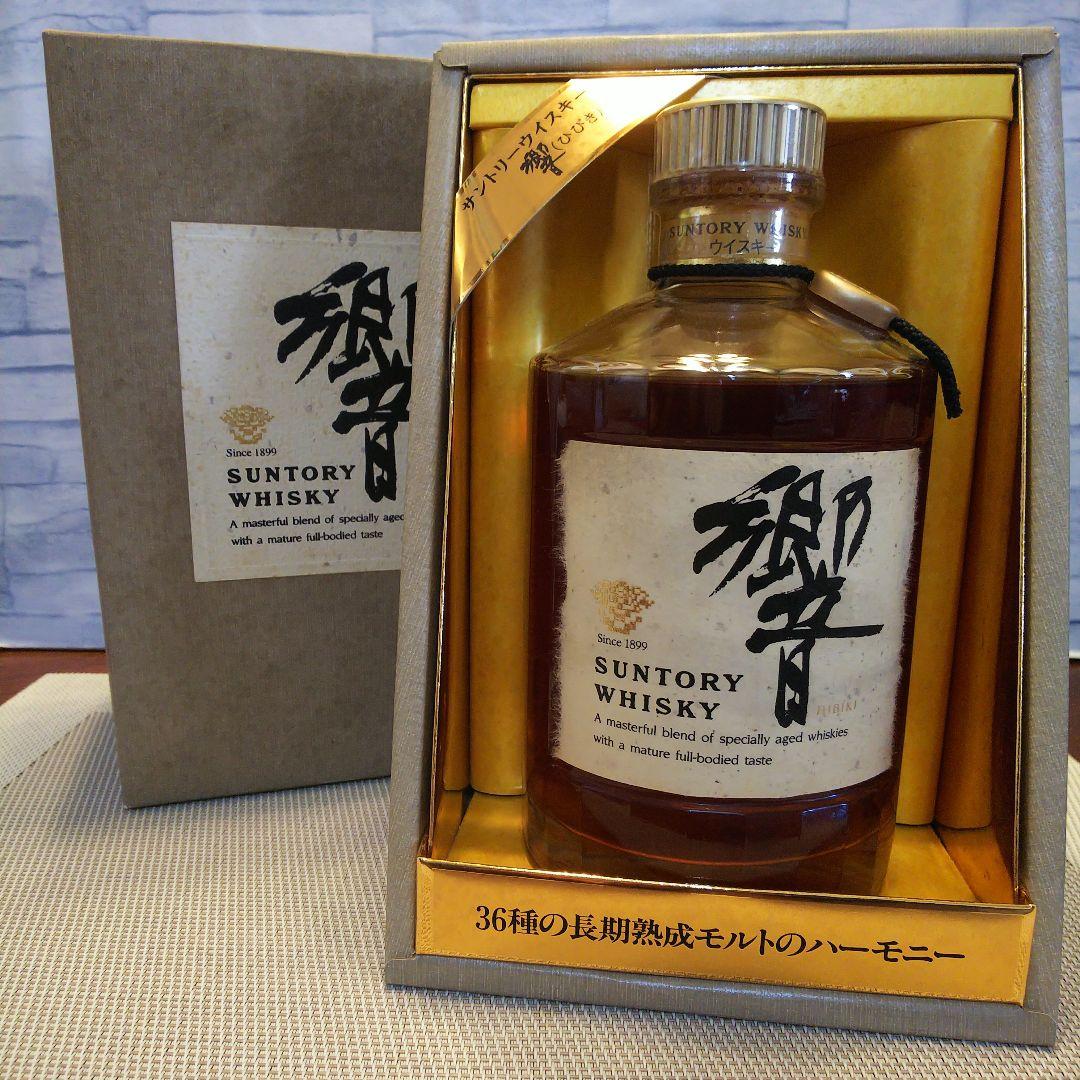 響
Since 1899
SUNTORY
WHISKY
A masterful blend of specially aged
with a mature full-bodied taste
サントリーウイスキー
響(ひびき)
SUNTORY WHISKY
ウイスキー
響
Since 1899
SUNTORY
WHISKY
HIBIKI
A masterful blend of specially aged whiskies
with a mature full-bodied taste
36種の長期熟成モルトのハーモニー